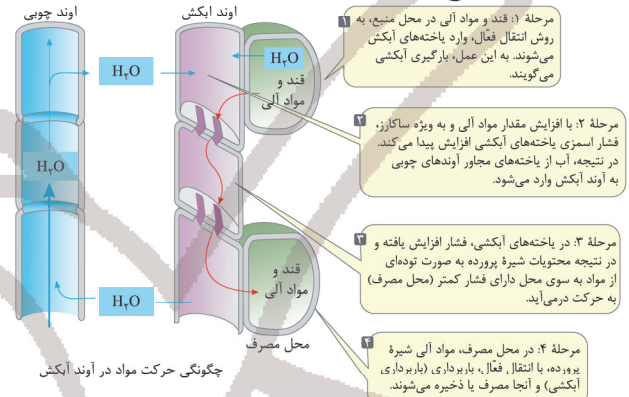 آوند چوبی
آوند آبکش
H₂O
H₂O
H₂O
H₂O
قند و
مواد آلی
قند و
مواد آلی
محل مصرف
۱
مرحلهٔ ۱: قند و مواد آلی در محل منبع، به
روش انتقال فعّال، وارد یاخته‌های آبکش
می‌شوند. به این عمل، بارگیری آبکشی
می‌گویند.
۲
مرحلهٔ ۲: با افزایش مقدار مواد آلی و به ویژه ساکارز،
فشار اسمزی یاخته‌های آبکشی افزایش پیدا می‌کند.
در نتیجه، آب از یاخته‌های مجاور آوندهای چوبی
به آوند آبکش وارد می‌شود.
۳
مرحلهٔ ۳: در یاخته‌های آبکشی، فشار افزایش یافته و
در نتیجه محتویات شیرهٔ پرورده به صورت توده‌ای
از مواد به سوی محل دارای فشار کمتر (محل مصرف)
به حرکت درمی‌آید.
۴
مرحلهٔ ۴: در محل مصرف، مواد آلی شیرهٔ
پرورده، با انتقال فعّال، باربرداری (باربرداری
آبکشی) و آنجا مصرف یا ذخیره می‌شوند.
چگونگی حرکت مواد در آوند آبکش